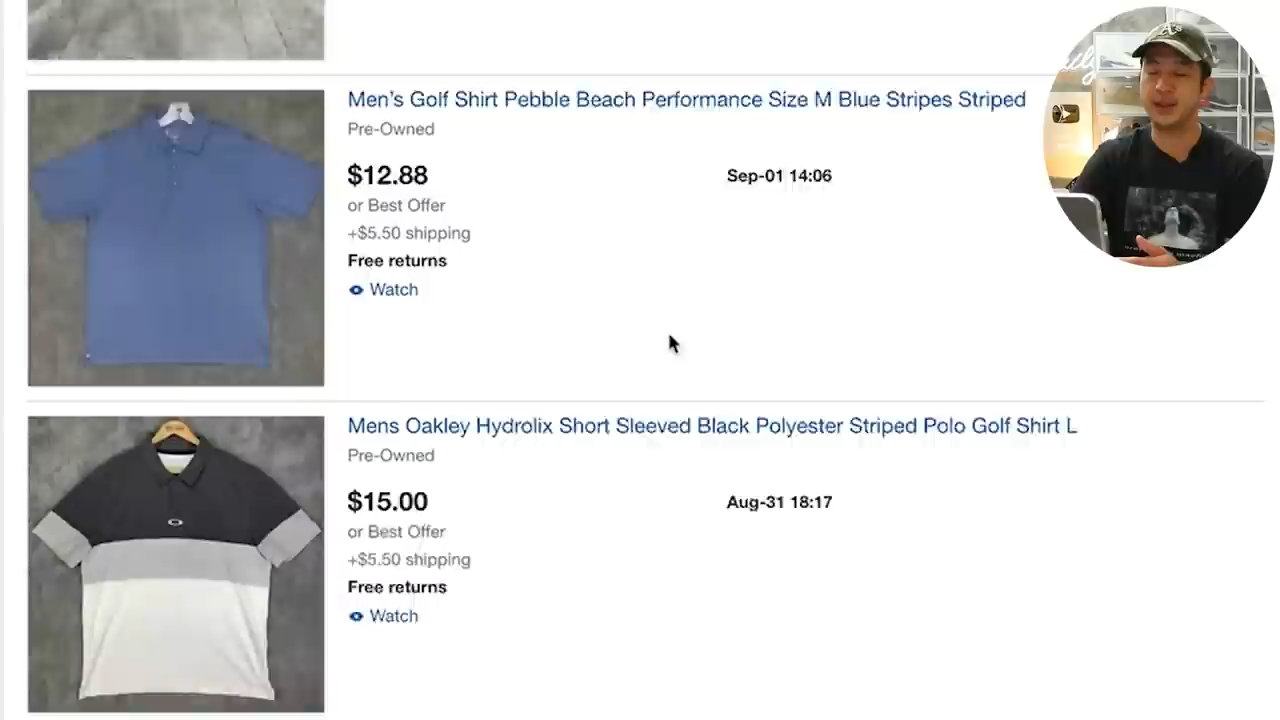 Men's Golf Shirt Pebble Beach Performance Size M Blue Stripes Striped
Pre-Owned
$12.88
Sep-01 14:06
or Best Offer
+$5.50 shipping
Free returns
Watch
Mens Oakley Hydrolix Short Sleeved Black Polyester Striped Polo Golf Shirt L
Pre-Owned
$15.00
Aug-31 18:17
or Best Offer
+$5.50 shipping
Free returns
Watch